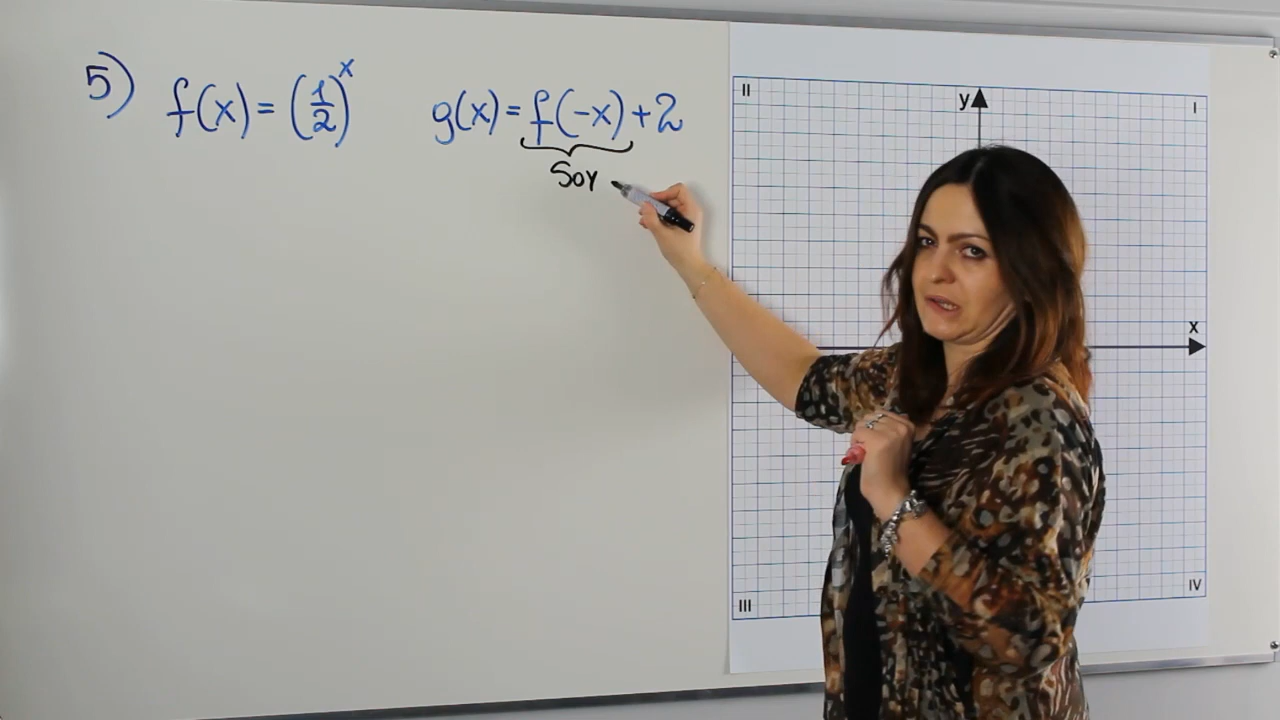 5) f(x) = (1/2)^x g(x) = f(-x) + 2
SOY
II
I
y
x
III
IV